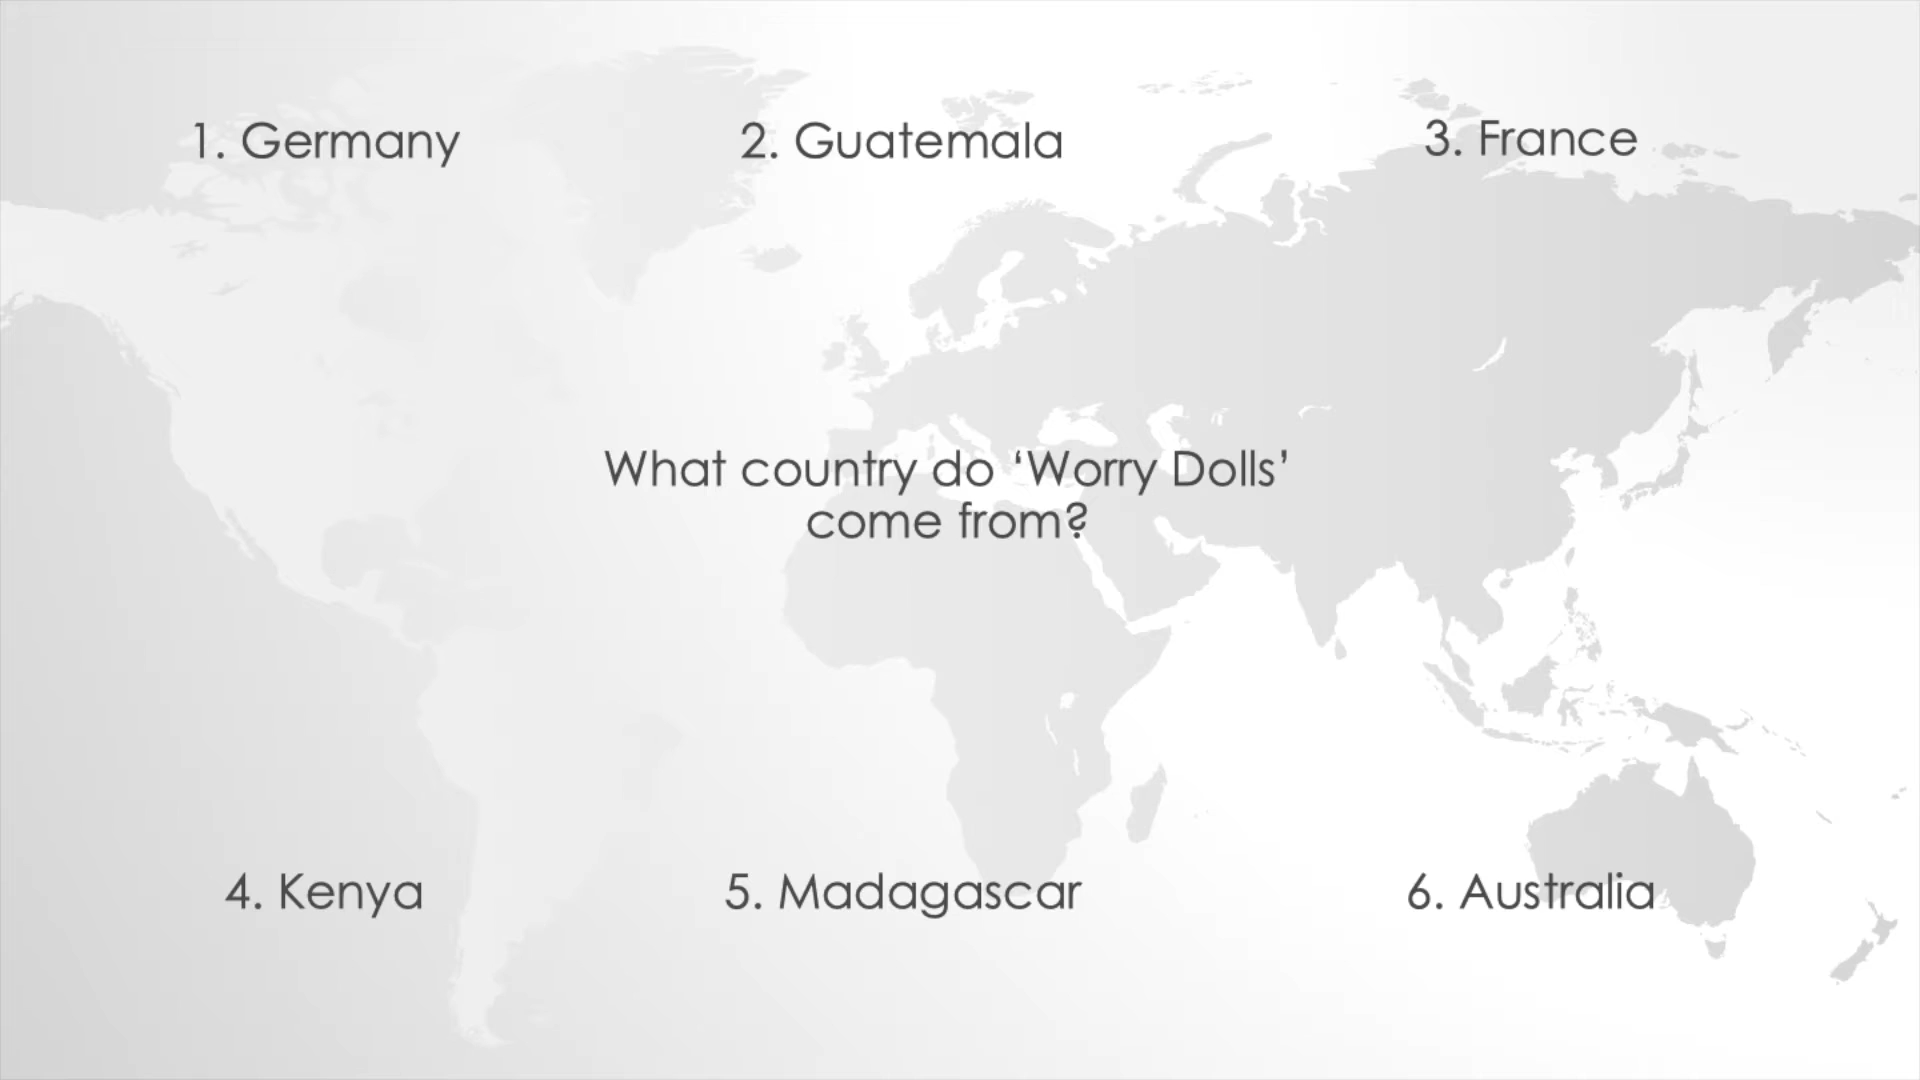 1. Germany
2. Guatemala
3. France
What country do ‘Worry Dolls’
come from?
4. Kenya
5. Madagascar
6. Australia